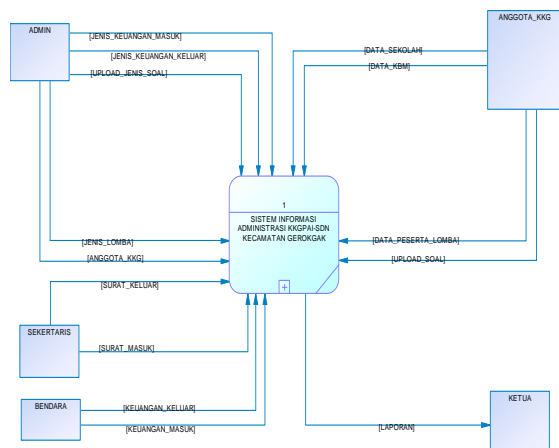 ADMIN
ANGGOTA_KKG
[JENIS_KEUANGAN_MASUK]
[JENIS_KEUANGAN_KELUAR]
[UPLOAD_JENIS_SOAL]
[DATA_SEKOLAH]
[DATA_KBM]
1
SISTEM INFORMASI
ADMINISTRASI KKGPAI-SDN
KECAMATAN GEROKGAK
[JENIS_LOMBA]
[ANGGOTA_KKG]
[DATA_PESERTA_LOMBA]
[UPLOAD_SOAL]
[SURAT_KELUAR]
SEKERTARIS
[SURAT_MASUK]
BENDARA
[KEUANGAN_KELUAR]
[KEUANGAN_MASUK]
KETUA
[LAPORAN]